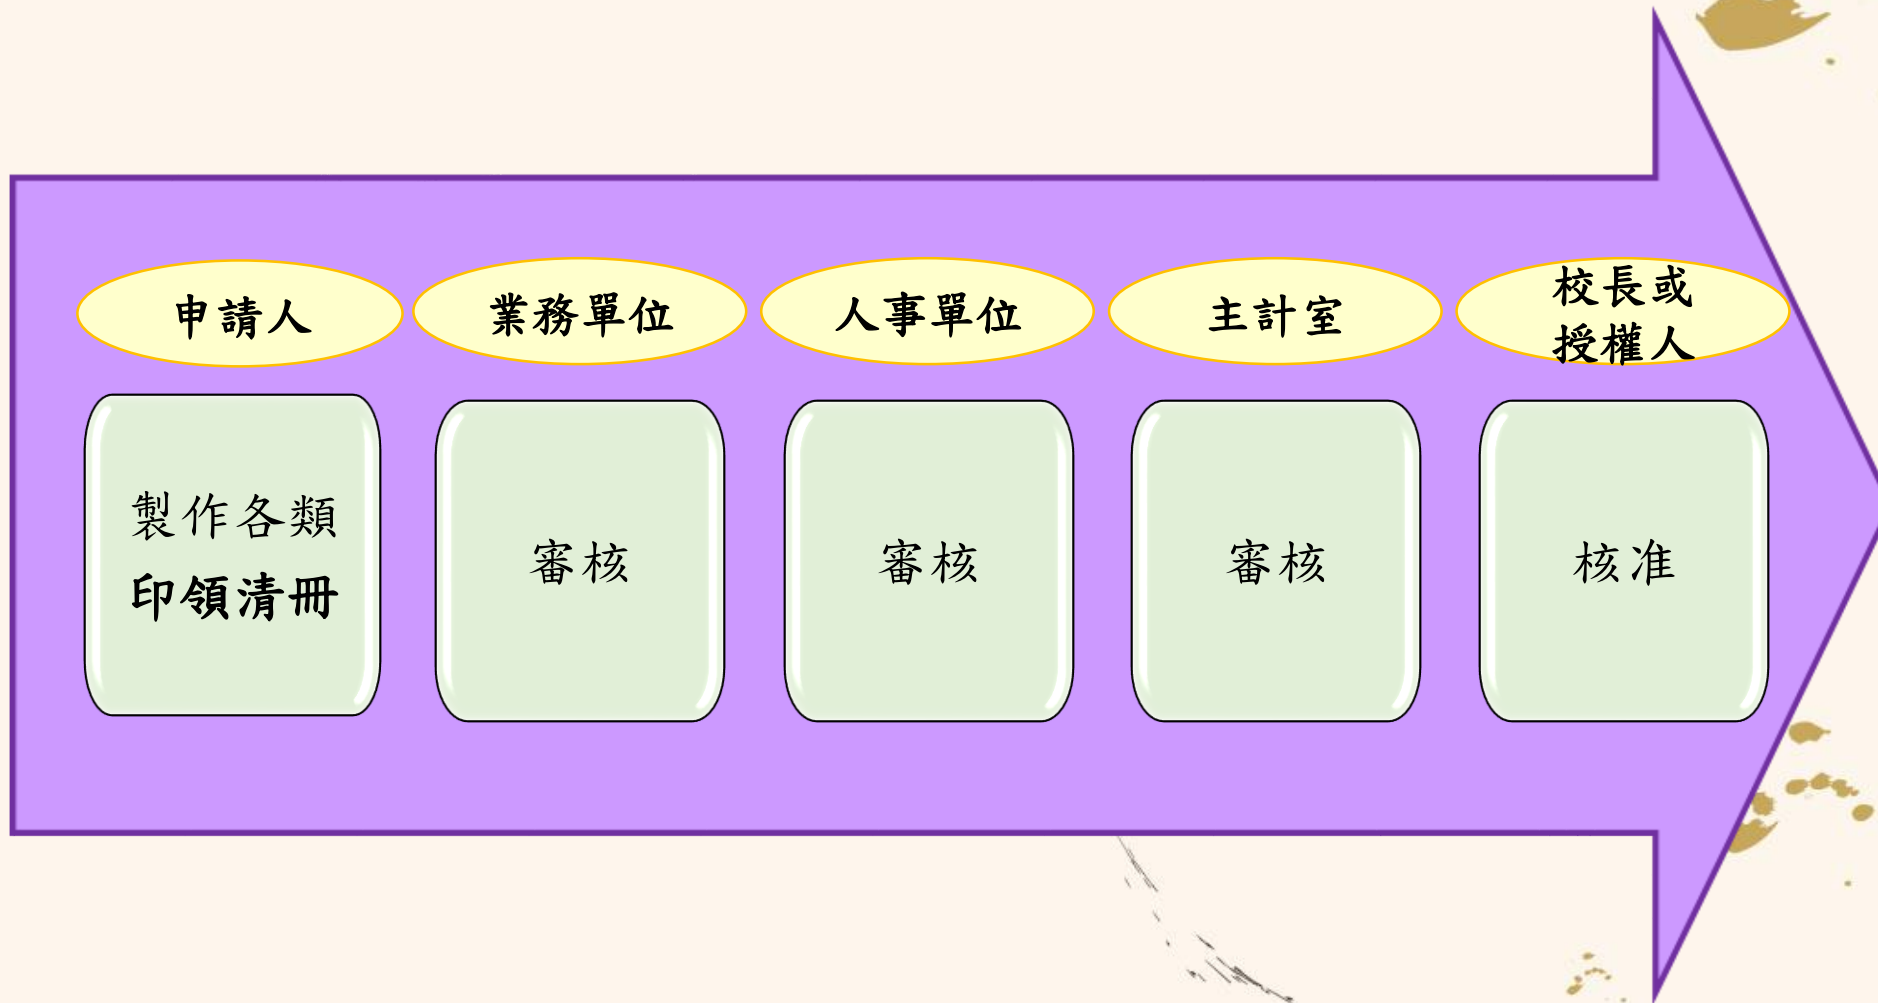 申請人
業務單位
人事單位
主計室
校長或
授權人
製作各類
印領清冊
審核
審核
審核
核准